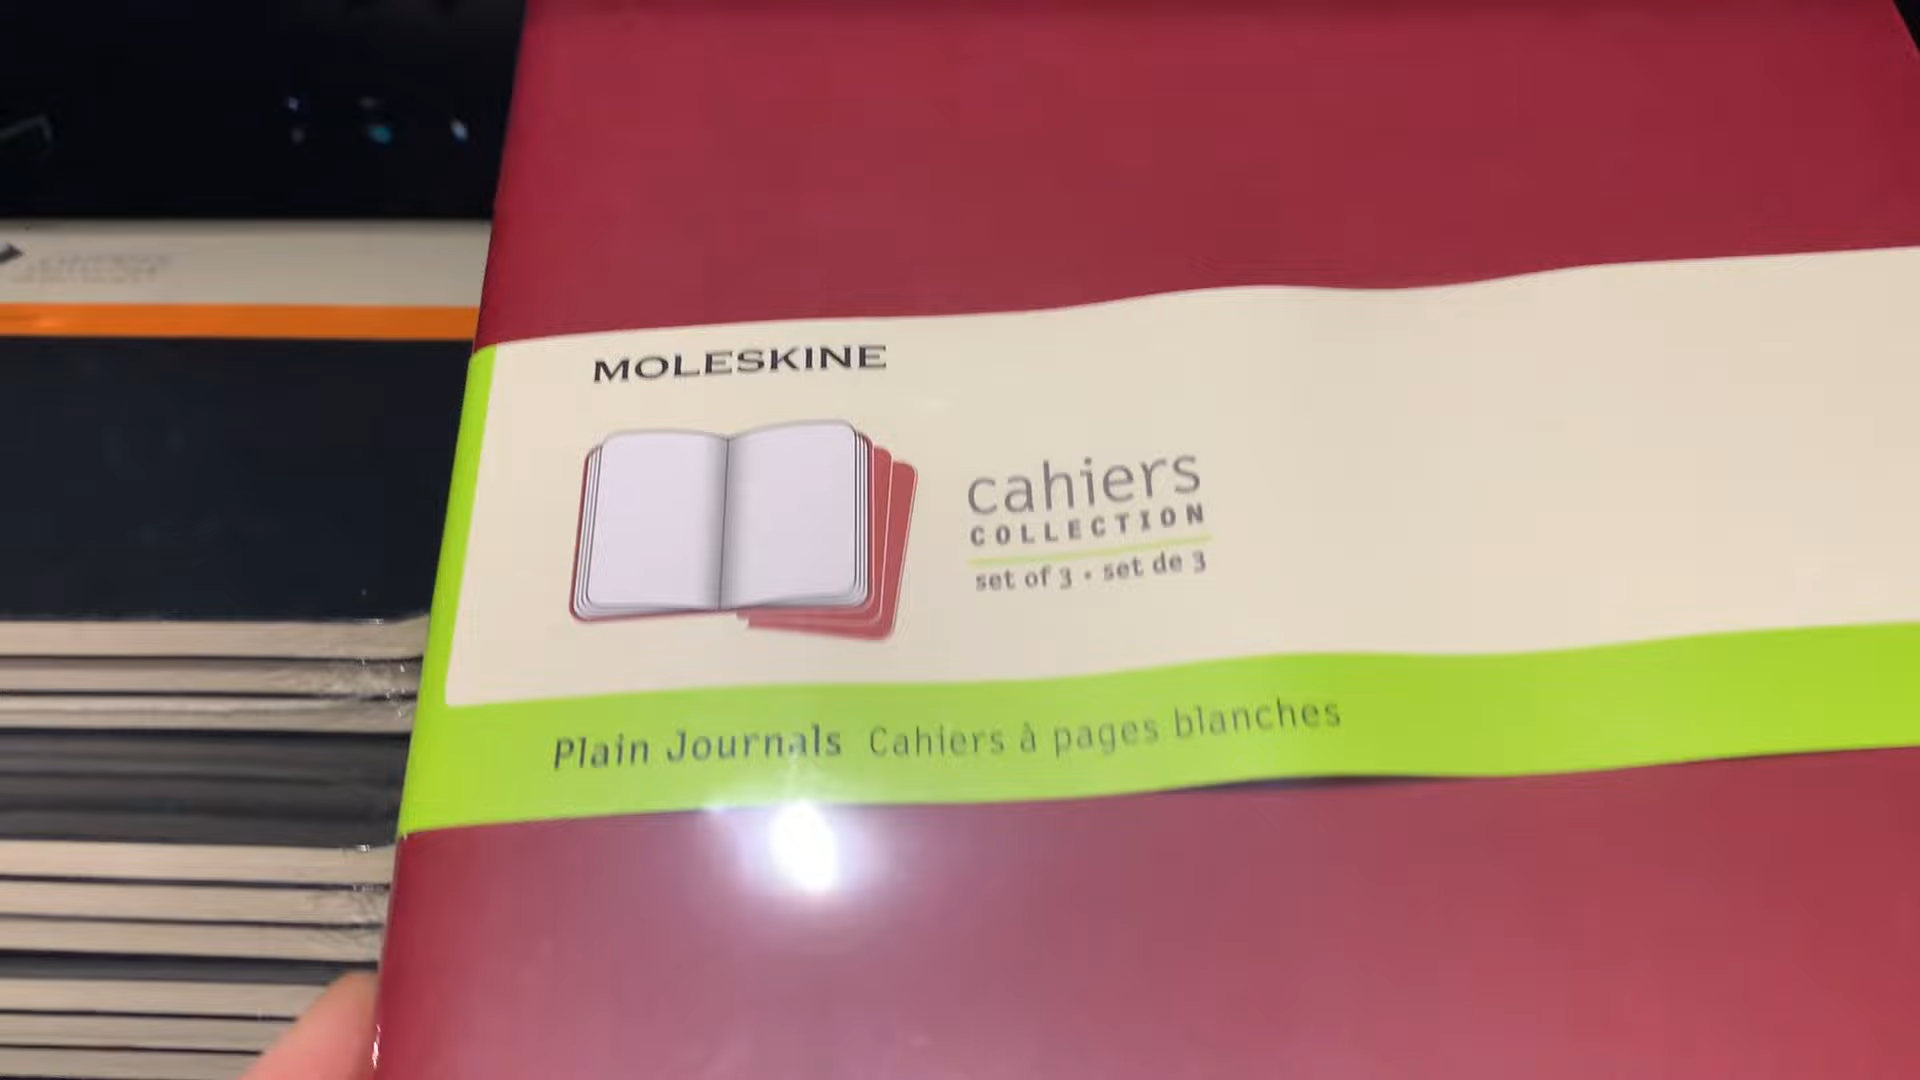 MOLESKINE
cahiers
COLLECTION
set of 3 • set de 3
Plain Journals Cahiers à pages blanches